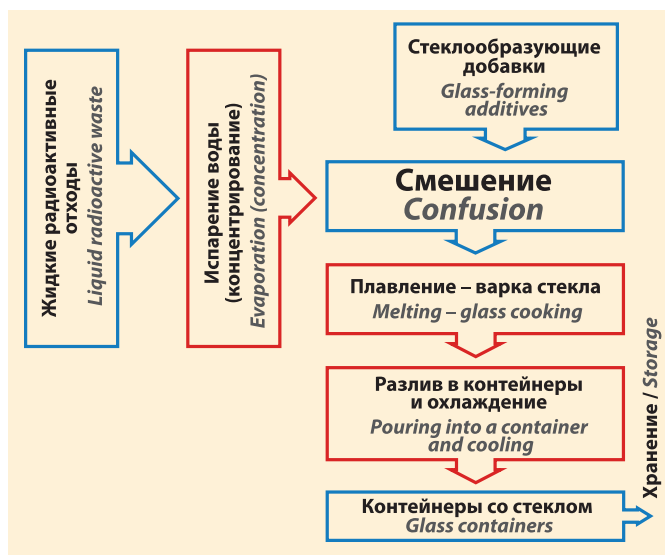 Жидкие радиоактивные
отходы
Liquid radioactive waste
Испарение воды
(концентрирование)
Evaporation (concentration)
Стеклообразующие
добавки
Glass-forming
additives
Смешение
Confusion
Плавление – варка стекла
Melting – glass cooking
Разлив в контейнеры
и охлаждение
Pouring into a container
and cooling
Контейнеры со стеклом
Glass containers
Хранение / Storage